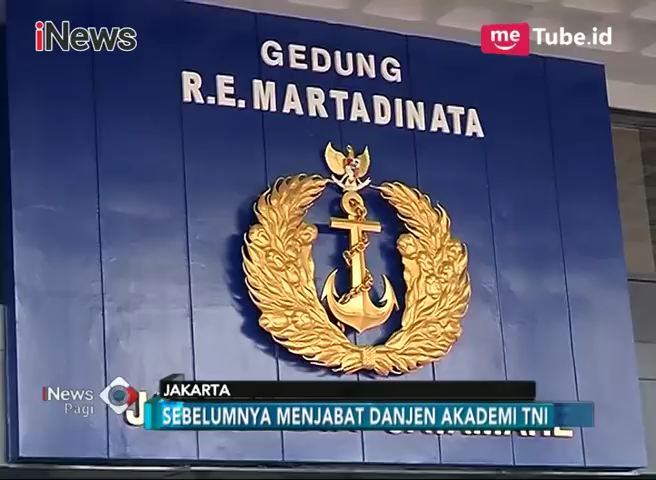 iNews
me Tube.id
GEDUNG
R.E. MARTADINATA
iNews
Pagi
JAKARTA
SEBELUMNYA MENJABAT DANJEN AKADEMI TNI